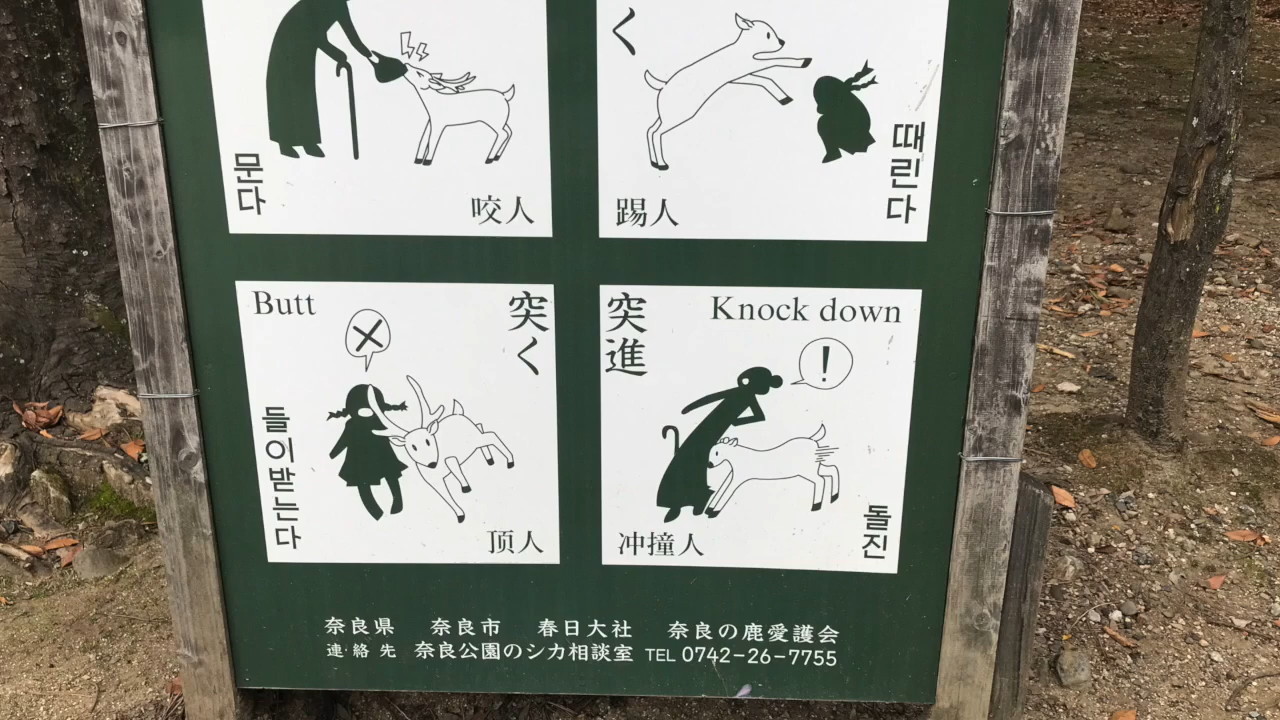 く
문다
咬人
踢人
때린다
Butt
突く
들이받는다
顶人
突進
Knock down
冲撞人
돌진
奈良県 奈良市 春日大社 奈良の鹿愛護会
連絡先 奈良公園のシカ相談室 TEL 0742-26-7755